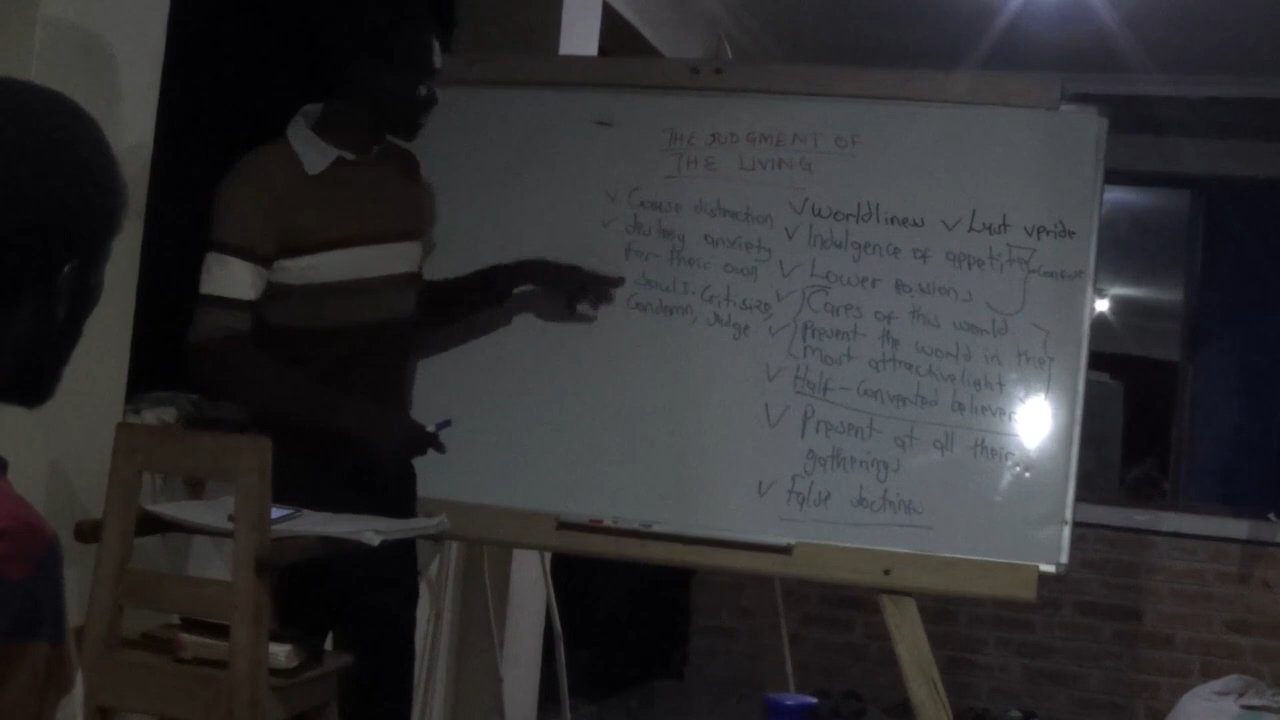 THE JUDGMENT OF
THE LIVING
✓ Cause distraction
✓ destroy anxiety
for their own
souls. Criticize,
Condemn, Judge
✓ Worldliness ✓ Lust ✓ pride
✓ Indulgence of appetite
✓ Lower passions
✓ Cares of this world
✓ Present the world in the
most attractive light
✓ Half-Converted believers
✓ Present at all their
gatherings
✓ False doctrine